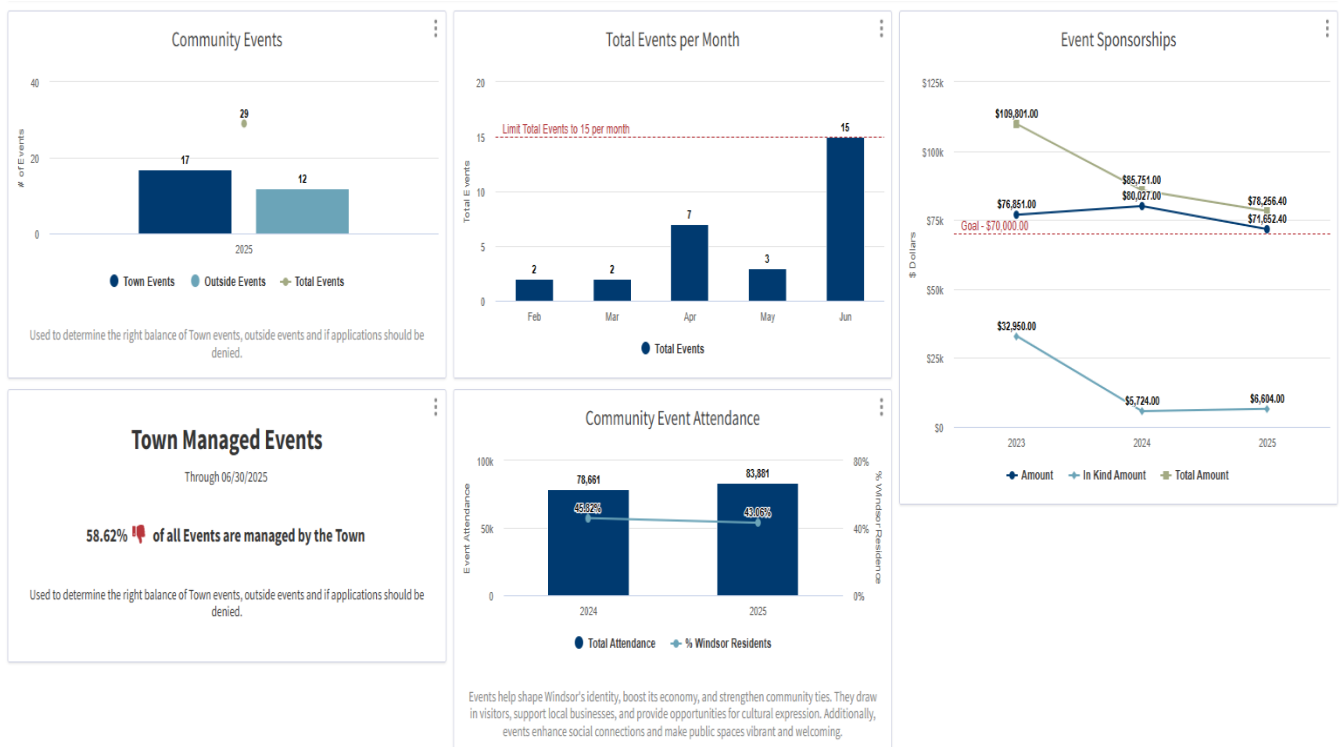 Community Events
40
20
0
# of Events
29
17
12
2025
Town Events
Outside Events
Total Events
Used to determine the right balance of Town events, outside events and if applications should be
denied.
Total Events per Month
20
15
10
5
0
Total Events
Limit Total Events to 15 per month
2
2
7
3
15
Feb
Mar
Apr
May
Jun
Total Events
Event Sponsorships
$125k
$100k
$75k
$50k
$25k
$0
$ Dollars
$109,801.00
$85,751.00
$80,027.00
$76,851.00
$78,256.40
$71,652.40
Goal - $70,000.00
$32,950.00
$5,724.00
$6,604.00
2023
2024
2025
Amount
In Kind Amount
Total Amount
Town Managed Events
Through 06/30/2025
58.62% of all Events are managed by the Town
Used to determine the right balance of Town events, outside events and if applications should be
denied.
Community Event Attendance
100k
50k
0
Event Attendance
78,661
83,881
45.82%
43.06%
80%
40%
0%
% Windsor Residence
2024
2025
Total Attendance
% Windsor Residents
Events help shape Windsor's identity, boost its economy, and strengthen community ties. They draw
in visitors, support local businesses, and provide opportunities for cultural expression. Additionally,
events enhance social connections and make public spaces vibrant and welcoming.